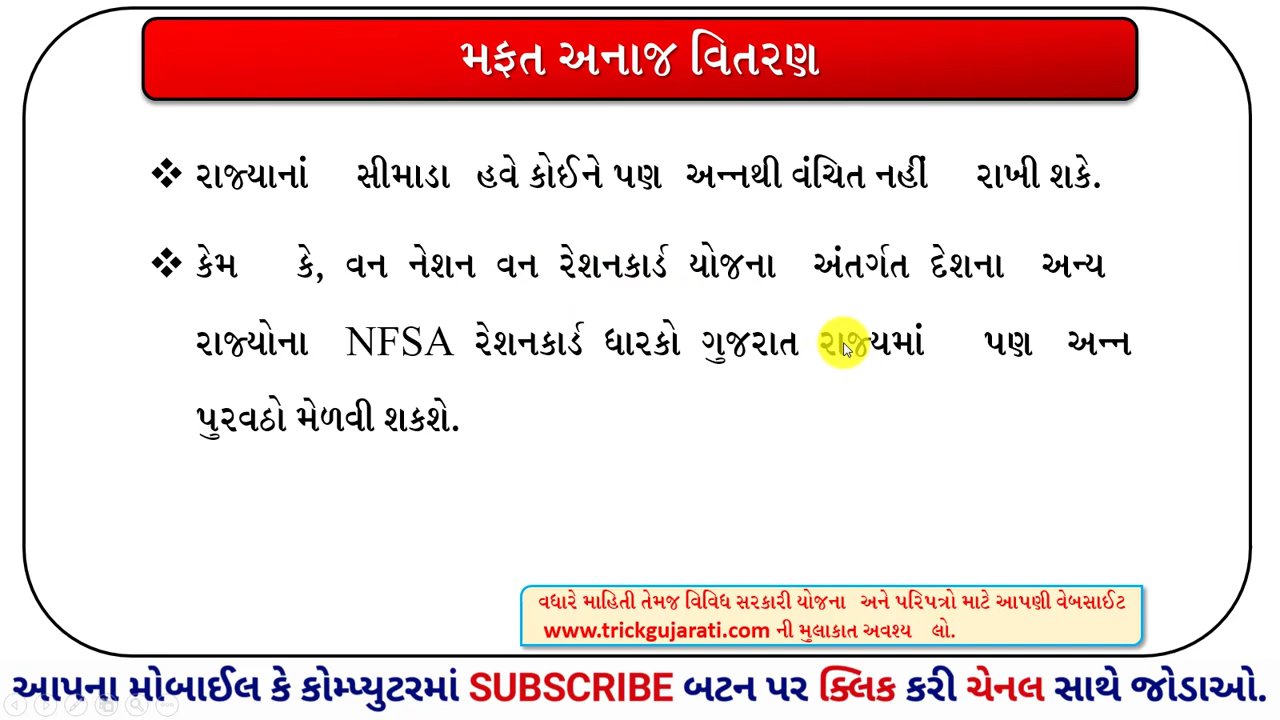 મફત અનાજ વિતરણ
❖ રાજ્યાનાં સીમાડા હવે કોઈને પણ અન્નથી વંચિત નહીં રાખી શકે.
❖ કેમ કે, વન નેશન વન રેશનકાર્ડ યોજના અંતર્ગત દેશના અન્ય
રાજ્યોના NFSA રેશનકાર્ડ ધારકો ગુજરાત રાજ્યમાં પણ અન્ન
પુરવઠો મેળવી શકશે.
વધારે માહિતી તેમજ વિવિધ સરકારી યોજના અને પરિપત્રો માટે આપણી વેબસાઈટ
www.trickgujarati.com ની મુલાકાત અવશ્ય લો.
આપના મોબાઈલ કે કોમ્પ્યુટરમાં SUBSCRIBE બટન પર ક્લિક કરી ચેનલ સાથે જોડાઓ.